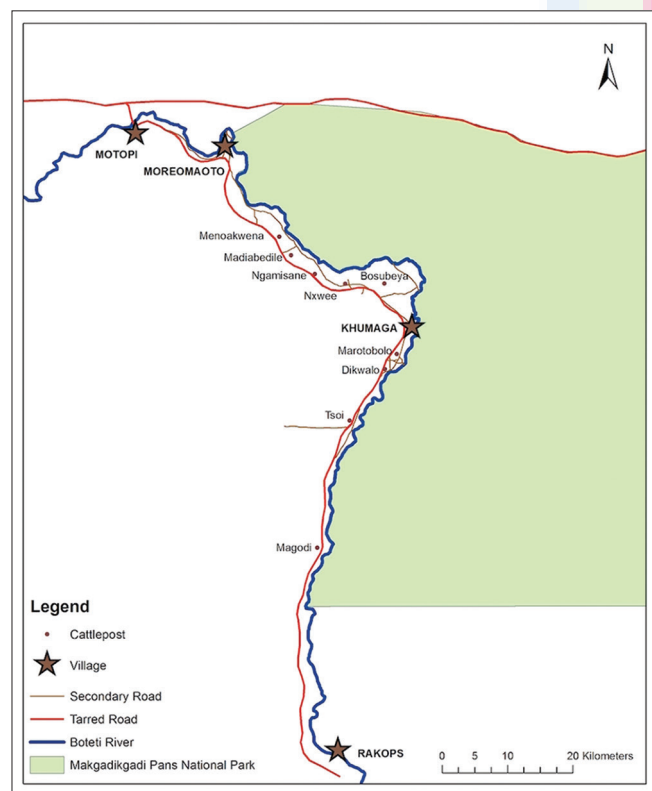 N
MOTOPI
MOREOMAOTO
Menoakwena
Madiabedile
Ngamisane
Bosubeya
Nxwee
KHUMAGA
Marotobolo
Dikwalo
Tsoi
Magodi
Legend
Cattlepost
Village
Secondary Road
Tarred Road
Boteti River
Makgadikgadi Pans National Park
RAKOPS
0 5 10 20 Kilometers